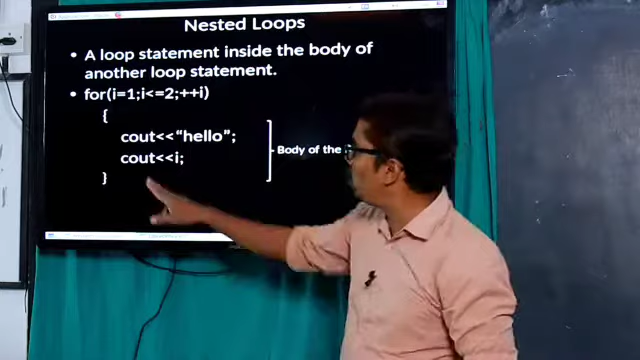 Nested Loops
• A loop statement inside the body of
another loop statement.
• for(i=1;i<=2;++i)
{
cout<<“hello”;
cout<<i;
}
Body of the